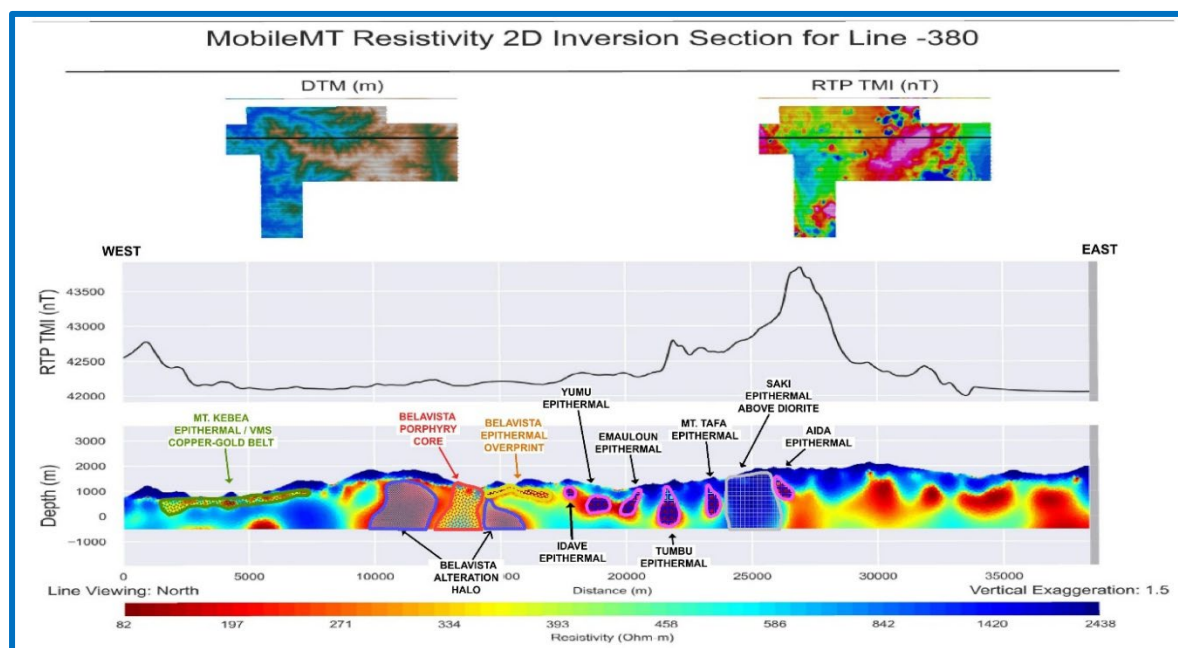 MobileMT Resistivity 2D Inversion Section for Line -380
DTM (m)
RTP TMI (nT)
WEST
EAST
RTP TMI (nT)
43500
43000
42500
42000
YUMU
EPITHERMAL
SAKI
EPITHERMAL
ABOVE DIORITE
MT. KEBEA
EPITHERMAL / VMS
COPPER-GOLD BELT
BELAVISTA
PORPHYRY
CORE
BELAVISTA
EPITHERMAL
OVERPRINT
EMAULOUN
EPITHERMAL
MT. TAFA
EPITHERMAL
AIDA
EPITHERMAL
Depth (m)
3000
2000
1000
0
-1000
IDAVE
EPITHERMAL
TUMBU
EPITHERMAL
BELAVISTA
ALTERATION
HALO
0
5000
10000
20000
25000
30000
35000
Line Viewing: North
Distance (m)
Vertical Exaggeration: 1.5
82
197
271
334
393
458
586
842
1420
2438
Resistivity (Ohm-m)